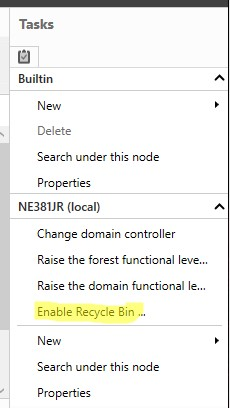 Tasks
Builtin
New
Delete
Search under this node
Properties
NE381JR (local)
Change domain controller
Raise the forest functional leve...
Raise the domain functional le...
Enable Recycle Bin ...
New
Search under this node
Properties